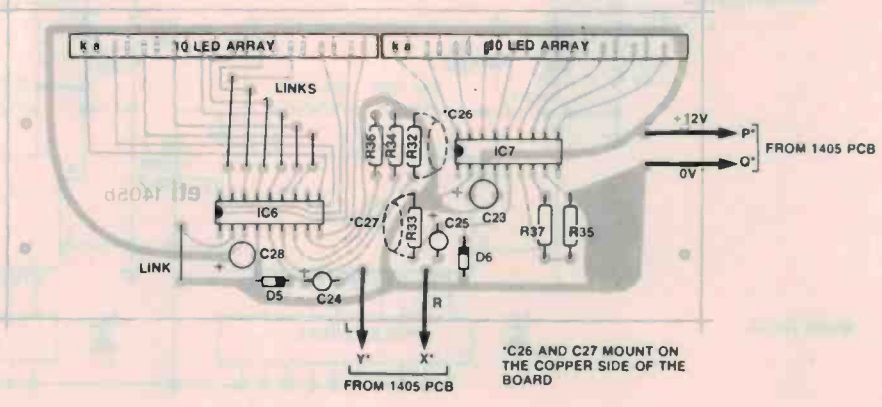 k a 10 LED ARRAY
k a 10 LED ARRAY
LINKS
*C26
+12V
P*
FROM 1405 PCB
R36
R34
R32
IC7
0V
Q*
eti 1405b
IC6
*C27
R33
C25
C23
R37
R35
C28
LINK
D6
D5
C24
L
R
Y*
X*
FROM 1405 PCB
*C26 AND C27 MOUNT ON
THE COPPER SIDE OF THE
BOARD